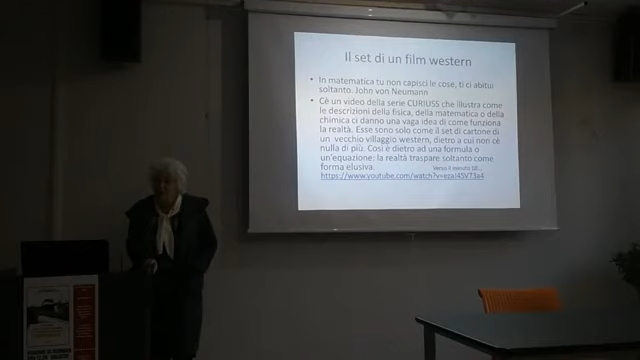 Il set di un film western
• In matematica tu non capisci le cose, ti ci abitui
soltanto. John von Neumann
• C'è un video della serie CURIUSS che illustra come
le descrizioni della fisica, della matematica o della
chimica ci danno una vaga idea di come funziona
la realtà. Esse sono solo come il set di cartone di
un vecchio villaggio western, dietro a cui non c'è
nulla di più. Così è dietro ad una formula o
un'equazione: la realtà traspare soltanto come
forma elusiva. Verso il minuto 10...